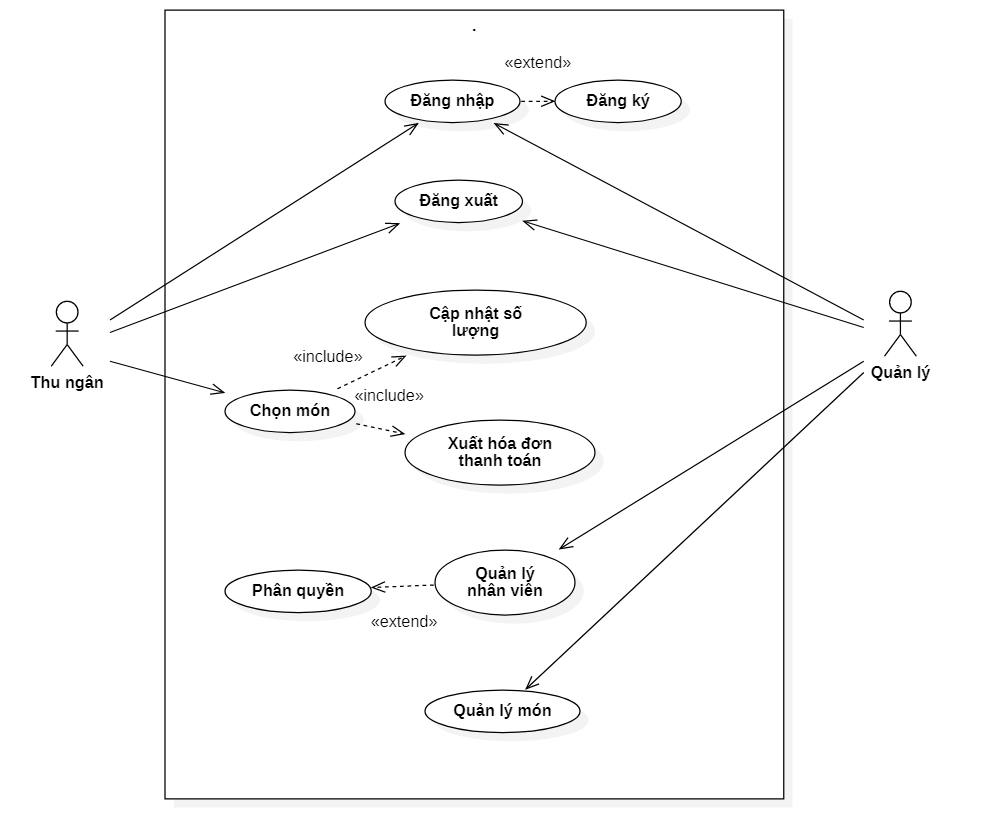 .
«extend»
Đăng nhập
Đăng ký
Đăng xuất
Cập nhật số
lượng
«include»
«include»
Thu ngân
Quản lý
Chọn món
Xuất hóa đơn
thanh toán
Quản lý
nhân viên
Phân quyền
«extend»
Quản lý món